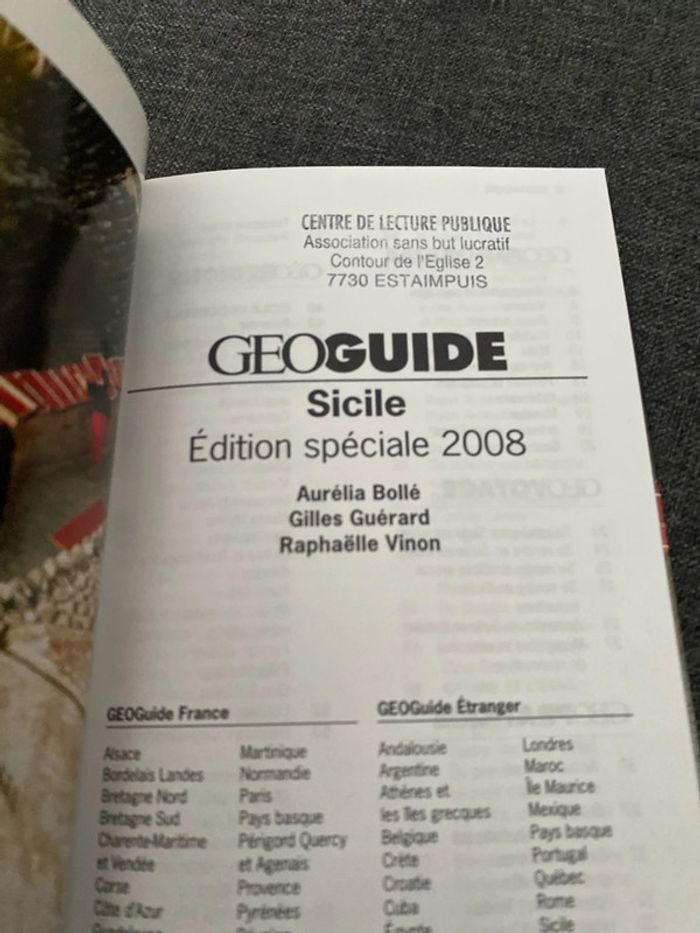 CENTRE DE LECTURE PUBLIQUE
Association sans but lucratif
Contour de l'Eglise 2
7730 ESTAIMPUIS
GEOGUIDE
Sicile
Édition spéciale 2008
Aurélia Bollé
Gilles Guérard
Raphaëlle Vinon
GEOGuide France
Alsace
Bordelais Landes
Bretagne Nord
Bretagne Sud
Charente-Maritime
et Vendée
Corse
Côte d'Azur
Martinique
Normandie
Paris
Pays basque
Périgord Quercy
et Agenais
Provence
Pyrénées
GEOGuide Étranger
Andalousie
Argentine
Athènes et
les îles grecques
Belgique
Crète
Croatie
Cuba
Égypte
Londres
Maroc
Île Maurice
Mexique
Pays basque
Portugal
Québec
Rome
Sicile